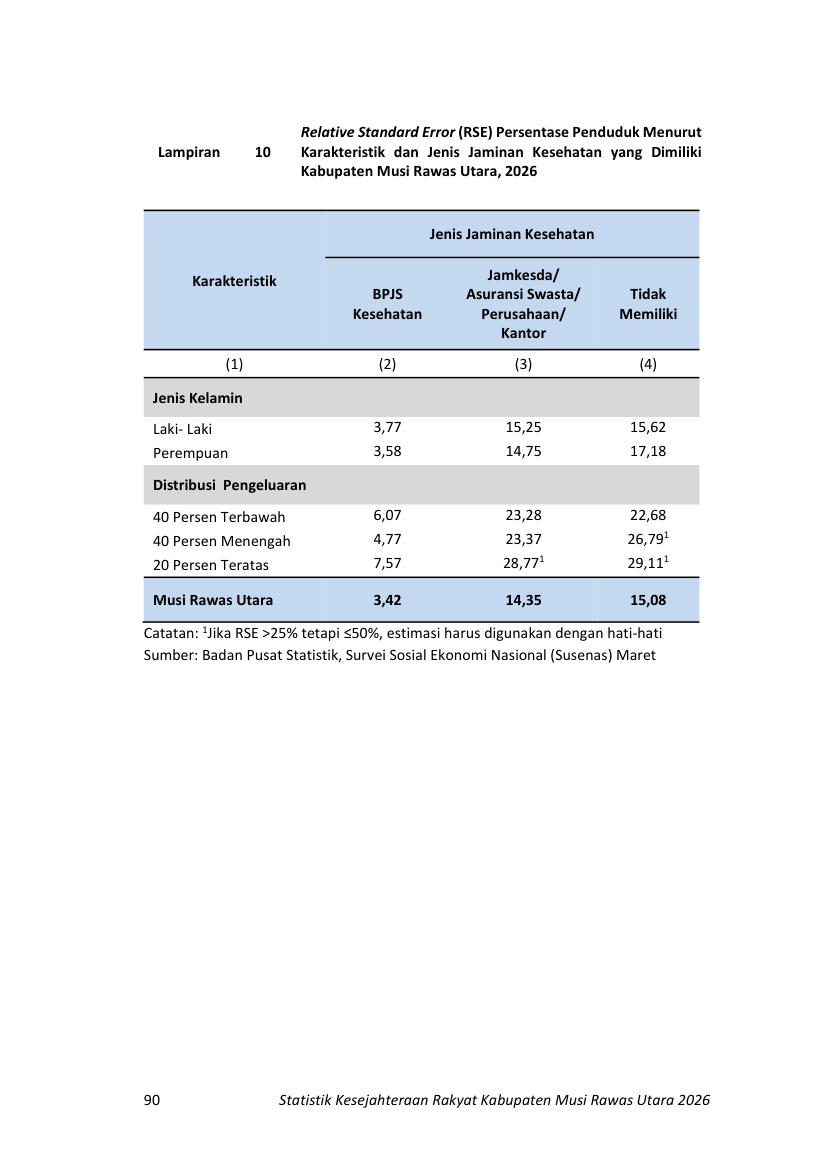 Lampiran 10 Relative Standard Error (RSE) Persentase Penduduk Menurut
Karakteristik dan Jenis Jaminan Kesehatan yang Dimiliki
Kabupaten Musi Rawas Utara, 2026
Karakteristik
Jenis Jaminan Kesehatan
BPJS
Kesehatan
Jamkesda/
Asuransi Swasta/
Perusahaan/
Kantor
Tidak
Memiliki
(1) (2) (3) (4)
Jenis Kelamin
Laki- Laki 3,77 15,25 15,62
Perempuan 3,58 14,75 17,18
Distribusi Pengeluaran
40 Persen Terbawah 6,07 23,28 22,68
40 Persen Menengah 4,77 23,37 26,79¹
20 Persen Teratas 7,57 28,77¹ 29,11¹
Musi Rawas Utara 3,42 14,35 15,08
Catatan: ¹Jika RSE >25% tetapi ≤50%, estimasi harus digunakan dengan hati-hati
Sumber: Badan Pusat Statistik, Survei Sosial Ekonomi Nasional (Susenas) Maret
90 Statistik Kesejahteraan Rakyat Kabupaten Musi Rawas Utara 2026